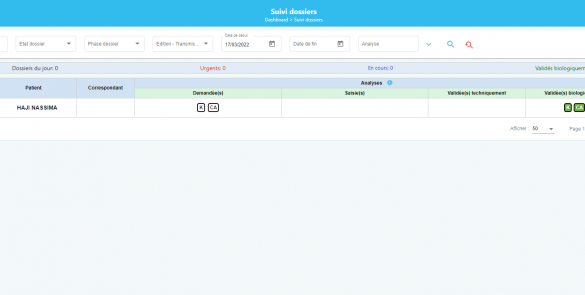 Suivi dossiers
Dashboard > Suivi dossiers
Date de début
Etat dossier
Phase dossier
Edition - Transmis...
17/03/2022
Date de fin
Analyse
Dossiers du jour: 0
Urgents: 0
En cours: 0
Validés biologiquem
Patient
Correspondant
Analyses
Demandée(s)
Saisie(s)
Validée(s) techniquement
Validée(s) biologi
HAJI NASSIMA
K CA
K CA
Afficher : 50
Page 1